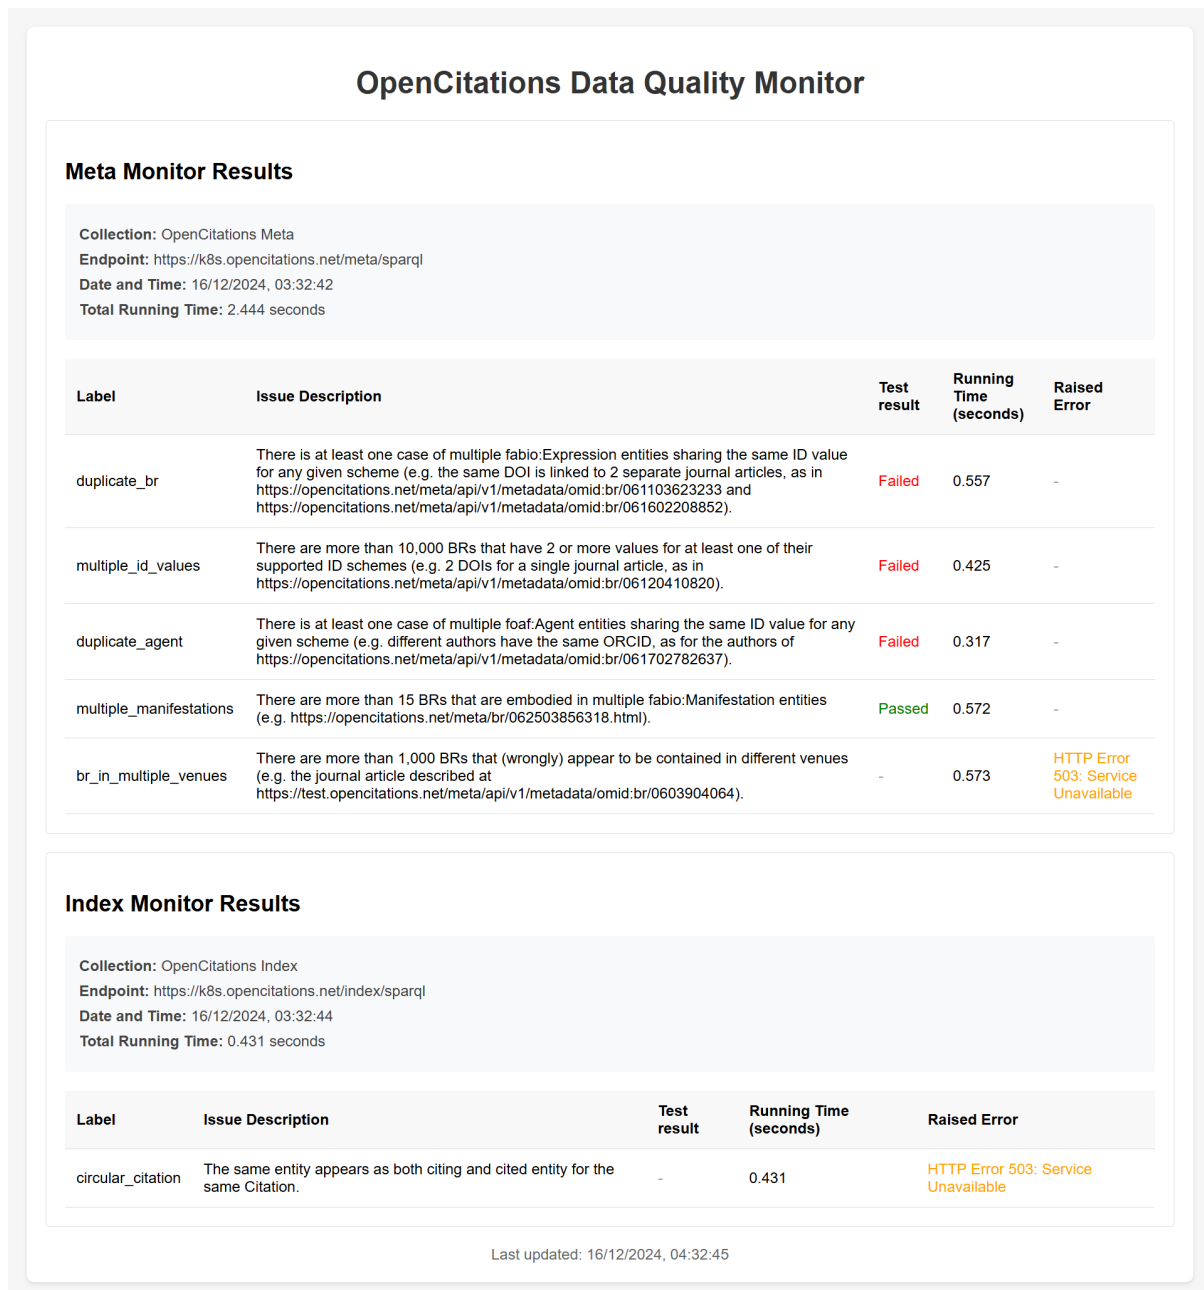 OpenCitations Data Quality Monitor
Meta Monitor Results
Collection: OpenCitations Meta
Endpoint: https://k8s.opencitations.net/meta/sparql
Date and Time: 16/12/2024, 03:32:42
Total Running Time: 2.444 seconds
Label Issue Description Test result Running Time (seconds) Raised Error
duplicate_br
There is at least one case of multiple fabio:Expression entities sharing the same ID value
for any given scheme (e.g. the same DOI is linked to 2 separate journal articles, as in
https://opencitations.net/meta/api/v1/metadata/omid:br/061103623233 and
https://opencitations.net/meta/api/v1/metadata/omid:br/061602208852).
Failed 0.557 -
multiple_id_values
There are more than 10,000 BRs that have 2 or more values for at least one of their
supported ID schemes (e.g. 2 DOIs for a single journal article, as in
https://opencitations.net/meta/api/v1/metadata/omid:br/06120410820).
Failed 0.425 -
duplicate_agent
There is at least one case of multiple foaf:Agent entities sharing the same ID value for any
given scheme (e.g. different authors have the same ORCID, as for the authors of
https://opencitations.net/meta/api/v1/metadata/omid:br/061702782637).
Failed 0.317 -
multiple_manifestations
There are more than 15 BRs that are embodied in multiple fabio:Manifestation entities
(e.g. https://opencitations.net/meta/br/062503856318.html).
Passed 0.572 -
br_in_multiple_venues
There are more than 1,000 BRs that (wrongly) appear to be contained in different venues
(e.g. the journal article described at
https://test.opencitations.net/meta/api/v1/metadata/omid:br/0603904064).
- 0.573
HTTP Error
503: Service
Unavailable
Index Monitor Results
Collection: OpenCitations Index
Endpoint: https://k8s.opencitations.net/index/sparql
Date and Time: 16/12/2024, 03:32:44
Total Running Time: 0.431 seconds
Label Issue Description Test result Running Time (seconds) Raised Error
circular_citation
The same entity appears as both citing and cited entity for the
same Citation.
- 0.431
HTTP Error 503: Service
Unavailable
Last updated: 16/12/2024, 04:32:45